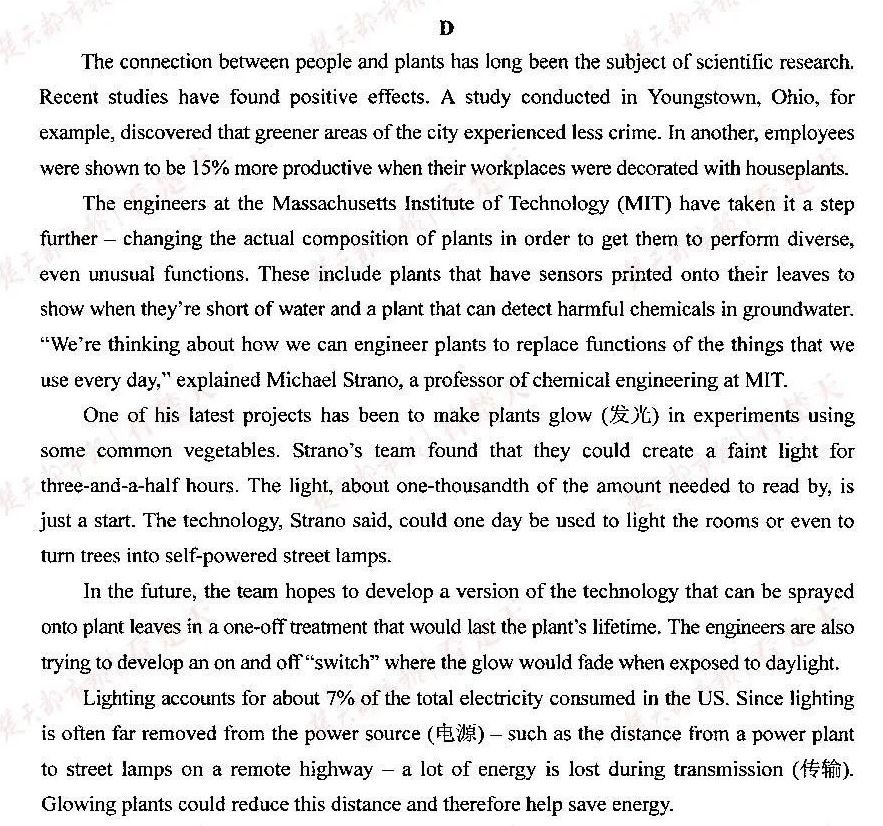 D
The connection between people and plants has long been the subject of scientific research.
Recent studies have found positive effects. A study conducted in Youngstown, Ohio, for
example, discovered that greener areas of the city experienced less crime. In another, employees
were shown to be 15% more productive when their workplaces were decorated with houseplants.
The engineers at the Massachusetts Institute of Technology (MIT) have taken it a step
further – changing the actual composition of plants in order to get them to perform diverse,
even unusual functions. These include plants that have sensors printed onto their leaves to
show when they're short of water and a plant that can detect harmful chemicals in groundwater.
“We're thinking about how we can engineer plants to replace functions of the things that we
use every day,” explained Michael Strano, a professor of chemical engineering at MIT.
One of his latest projects has been to make plants glow (发光) in experiments using
some common vegetables. Strano's team found that they could create a faint light for
three-and-a-half hours. The light, about one-thousandth of the amount needed to read by, is
just a start. The technology, Strano said, could one day be used to light the rooms or even to
turn trees into self-powered street lamps.
In the future, the team hopes to develop a version of the technology that can be sprayed
onto plant leaves in a one-off treatment that would last the plant's lifetime. The engineers are also
trying to develop an on and off “switch” where the glow would fade when exposed to daylight.
Lighting accounts for about 7% of the total electricity consumed in the US. Since lighting
is often far removed from the power source (电源) – such as the distance from a power plant
to street lamps on a remote highway – a lot of energy is lost during transmission (传输).
Glowing plants could reduce this distance and therefore help save energy.